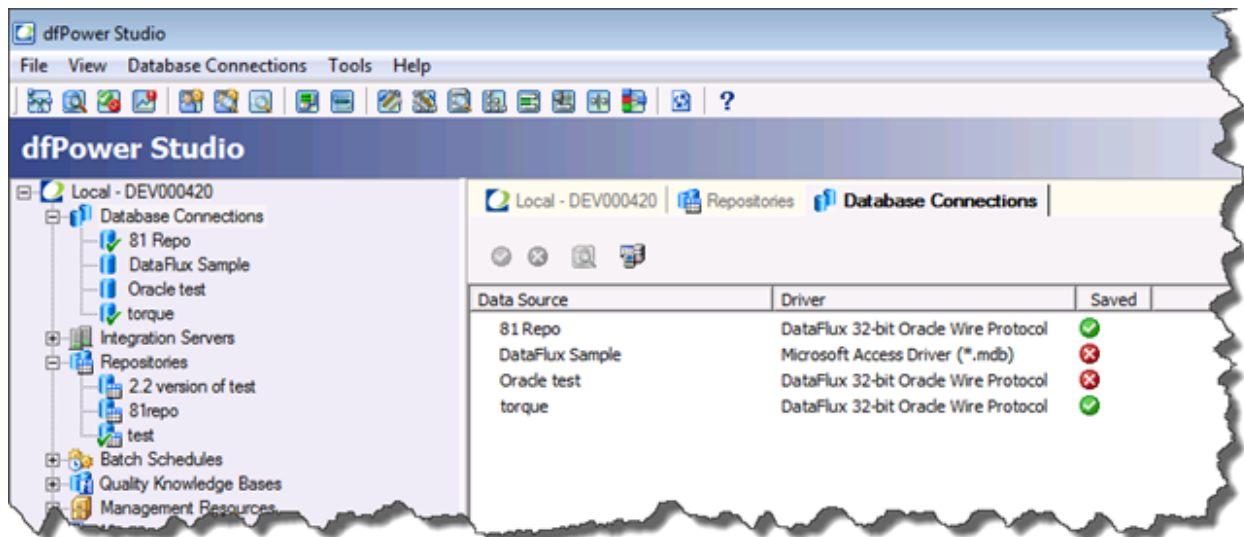 dfPower Studio
File View Database Connections Tools Help
?
dfPower Studio
Local - DEV000420
Database Connections
81 Repo
DataFlux Sample
Oracle test
torque
Integration Servers
Repositories
2.2 version of test
81repo
test
Batch Schedules
Quality Knowledge Bases
Management Resources
Local - DEV000420 Repositories Database Connections
Data Source Driver Saved
81 Repo DataFlux 32-bit Oracle Wire Protocol
DataFlux Sample Microsoft Access Driver (*.mdb)
Oracle test DataFlux 32-bit Oracle Wire Protocol
torque DataFlux 32-bit Oracle Wire Protocol